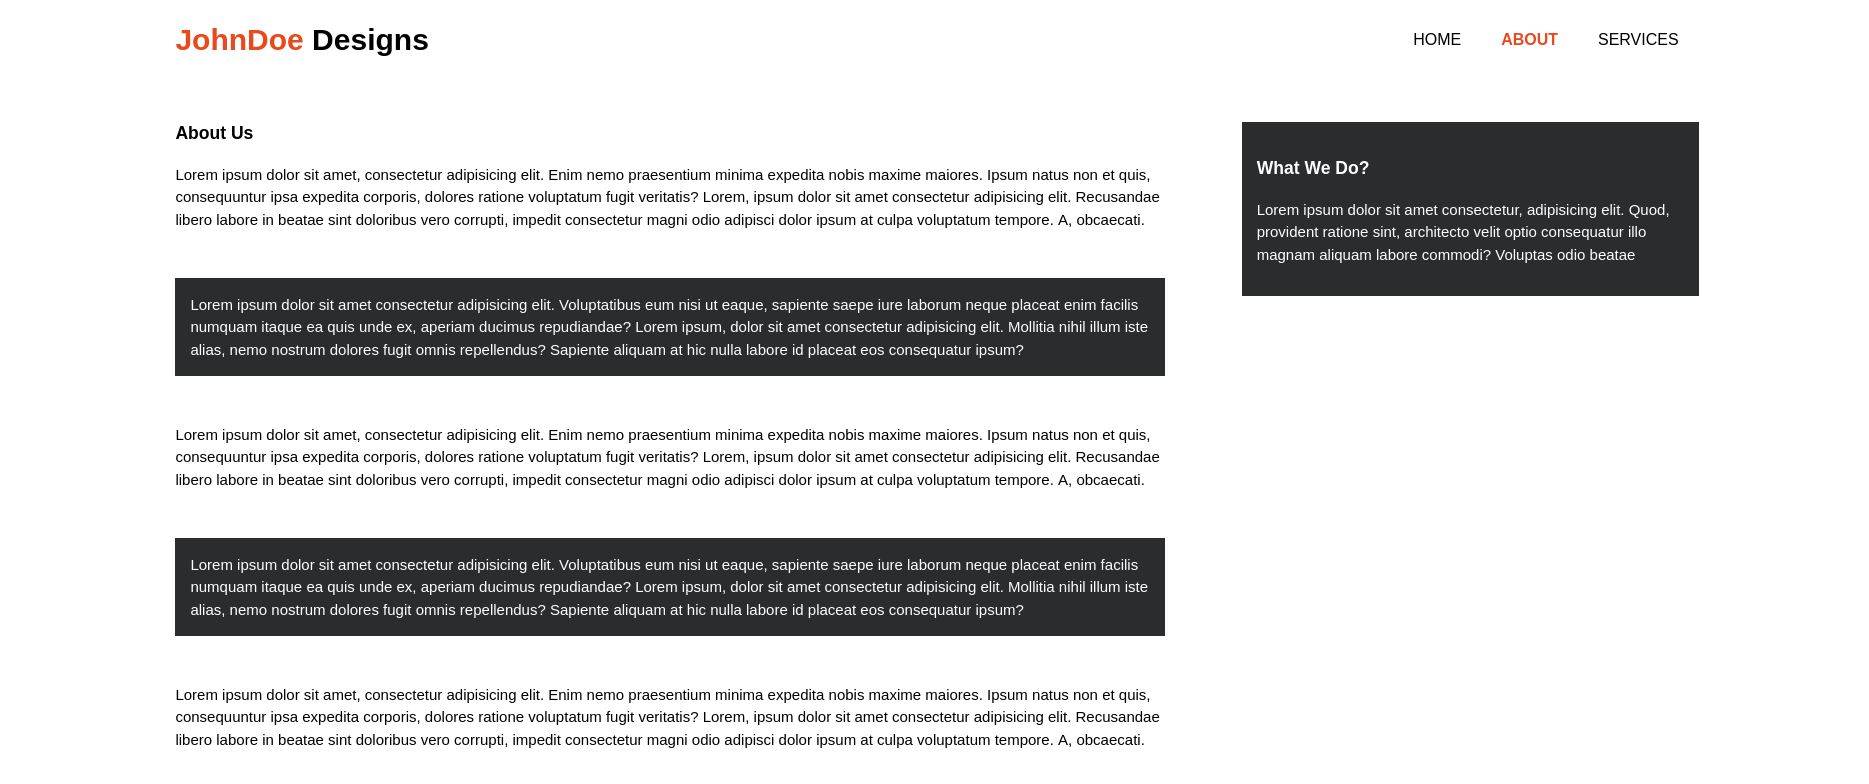 JohnDoe Designs
HOME ABOUT SERVICES
About Us
Lorem ipsum dolor sit amet, consectetur adipisicing elit. Enim nemo praesentium minima expedita nobis maxime maiores. Ipsum natus non et quis,
consequuntur ipsa expedita corporis, dolores ratione voluptatum fugit veritatis? Lorem, ipsum dolor sit amet consectetur adipisicing elit. Recusandae
libero labore in beatae sint doloribus vero corrupti, impedit consectetur magni odio adipisci dolor ipsum at culpa voluptatum tempore. A, obcaecati.
Lorem ipsum dolor sit amet consectetur adipisicing elit. Voluptatibus eum nisi ut eaque, sapiente saepe iure laborum neque placeat enim facilis
numquam itaque ea quis unde ex, aperiam ducimus repudiandae? Lorem ipsum, dolor sit amet consectetur adipisicing elit. Mollitia nihil illum iste
alias, nemo nostrum dolores fugit omnis repellendus? Sapiente aliquam at hic nulla labore id placeat eos consequatur ipsum?
Lorem ipsum dolor sit amet, consectetur adipisicing elit. Enim nemo praesentium minima expedita nobis maxime maiores. Ipsum natus non et quis,
consequuntur ipsa expedita corporis, dolores ratione voluptatum fugit veritatis? Lorem, ipsum dolor sit amet consectetur adipisicing elit. Recusandae
libero labore in beatae sint doloribus vero corrupti, impedit consectetur magni odio adipisci dolor ipsum at culpa voluptatum tempore. A, obcaecati.
Lorem ipsum dolor sit amet consectetur adipisicing elit. Voluptatibus eum nisi ut eaque, sapiente saepe iure laborum neque placeat enim facilis
numquam itaque ea quis unde ex, aperiam ducimus repudiandae? Lorem ipsum, dolor sit amet consectetur adipisicing elit. Mollitia nihil illum iste
alias, nemo nostrum dolores fugit omnis repellendus? Sapiente aliquam at hic nulla labore id placeat eos consequatur ipsum?
Lorem ipsum dolor sit amet, consectetur adipisicing elit. Enim nemo praesentium minima expedita nobis maxime maiores. Ipsum natus non et quis,
consequuntur ipsa expedita corporis, dolores ratione voluptatum fugit veritatis? Lorem, ipsum dolor sit amet consectetur adipisicing elit. Recusandae
libero labore in beatae sint doloribus vero corrupti, impedit consectetur magni odio adipisci dolor ipsum at culpa voluptatum tempore. A, obcaecati.
What We Do?
Lorem ipsum dolor sit amet consectetur, adipisicing elit. Quod,
provident ratione sint, architecto velit optio consequatur illo
magnam aliquam labore commodi? Voluptas odio beatae